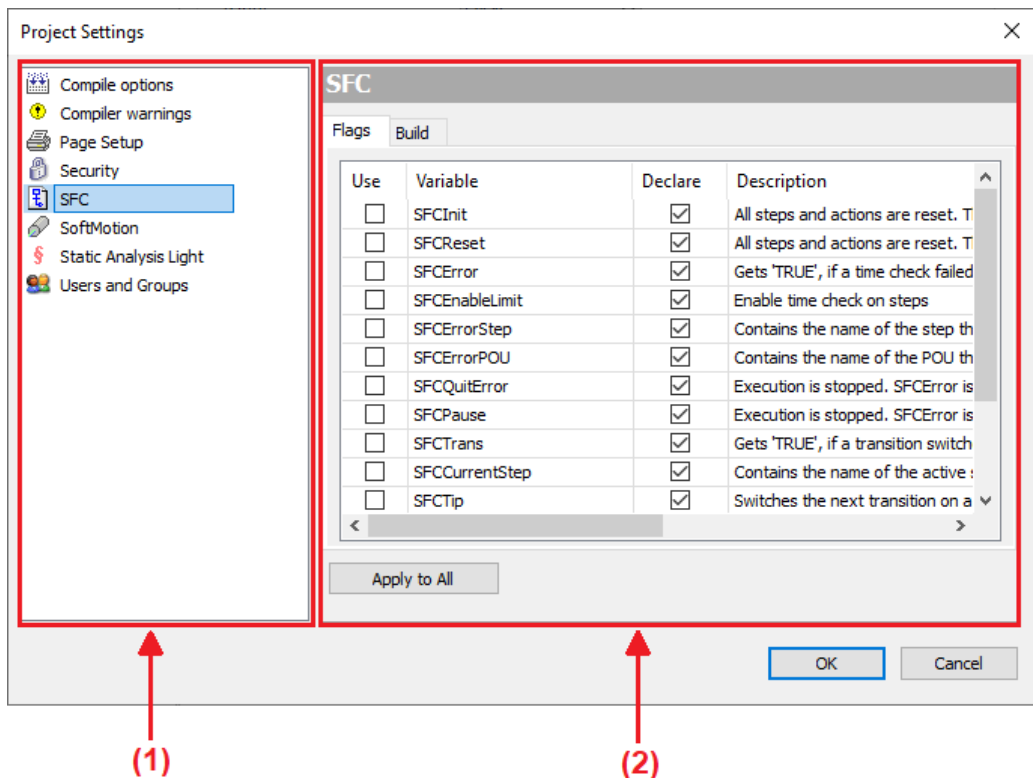 Project Settings
Compile options
Compiler warnings
Page Setup
Security
SFC
SoftMotion
Static Analysis Light
Users and Groups
SFC
Flags Build
Use Variable Declare Description
SFCInit All steps and actions are reset. T
SFCReset All steps and actions are reset. T
SFCError Gets 'TRUE', if a time check failed
SFCEnableLimit Enable time check on steps
SFCErrorStep Contains the name of the step th
SFCErrorPOU Contains the name of the POU th
SFCQuitError Execution is stopped. SFCError is
SFCPause Execution is stopped. SFCError is
SFCTrans Gets 'TRUE', if a transition switch
SFCCurrentStep Contains the name of the active
SFCTip Switches the next transition on a
Apply to All
OK Cancel
(1) (2)